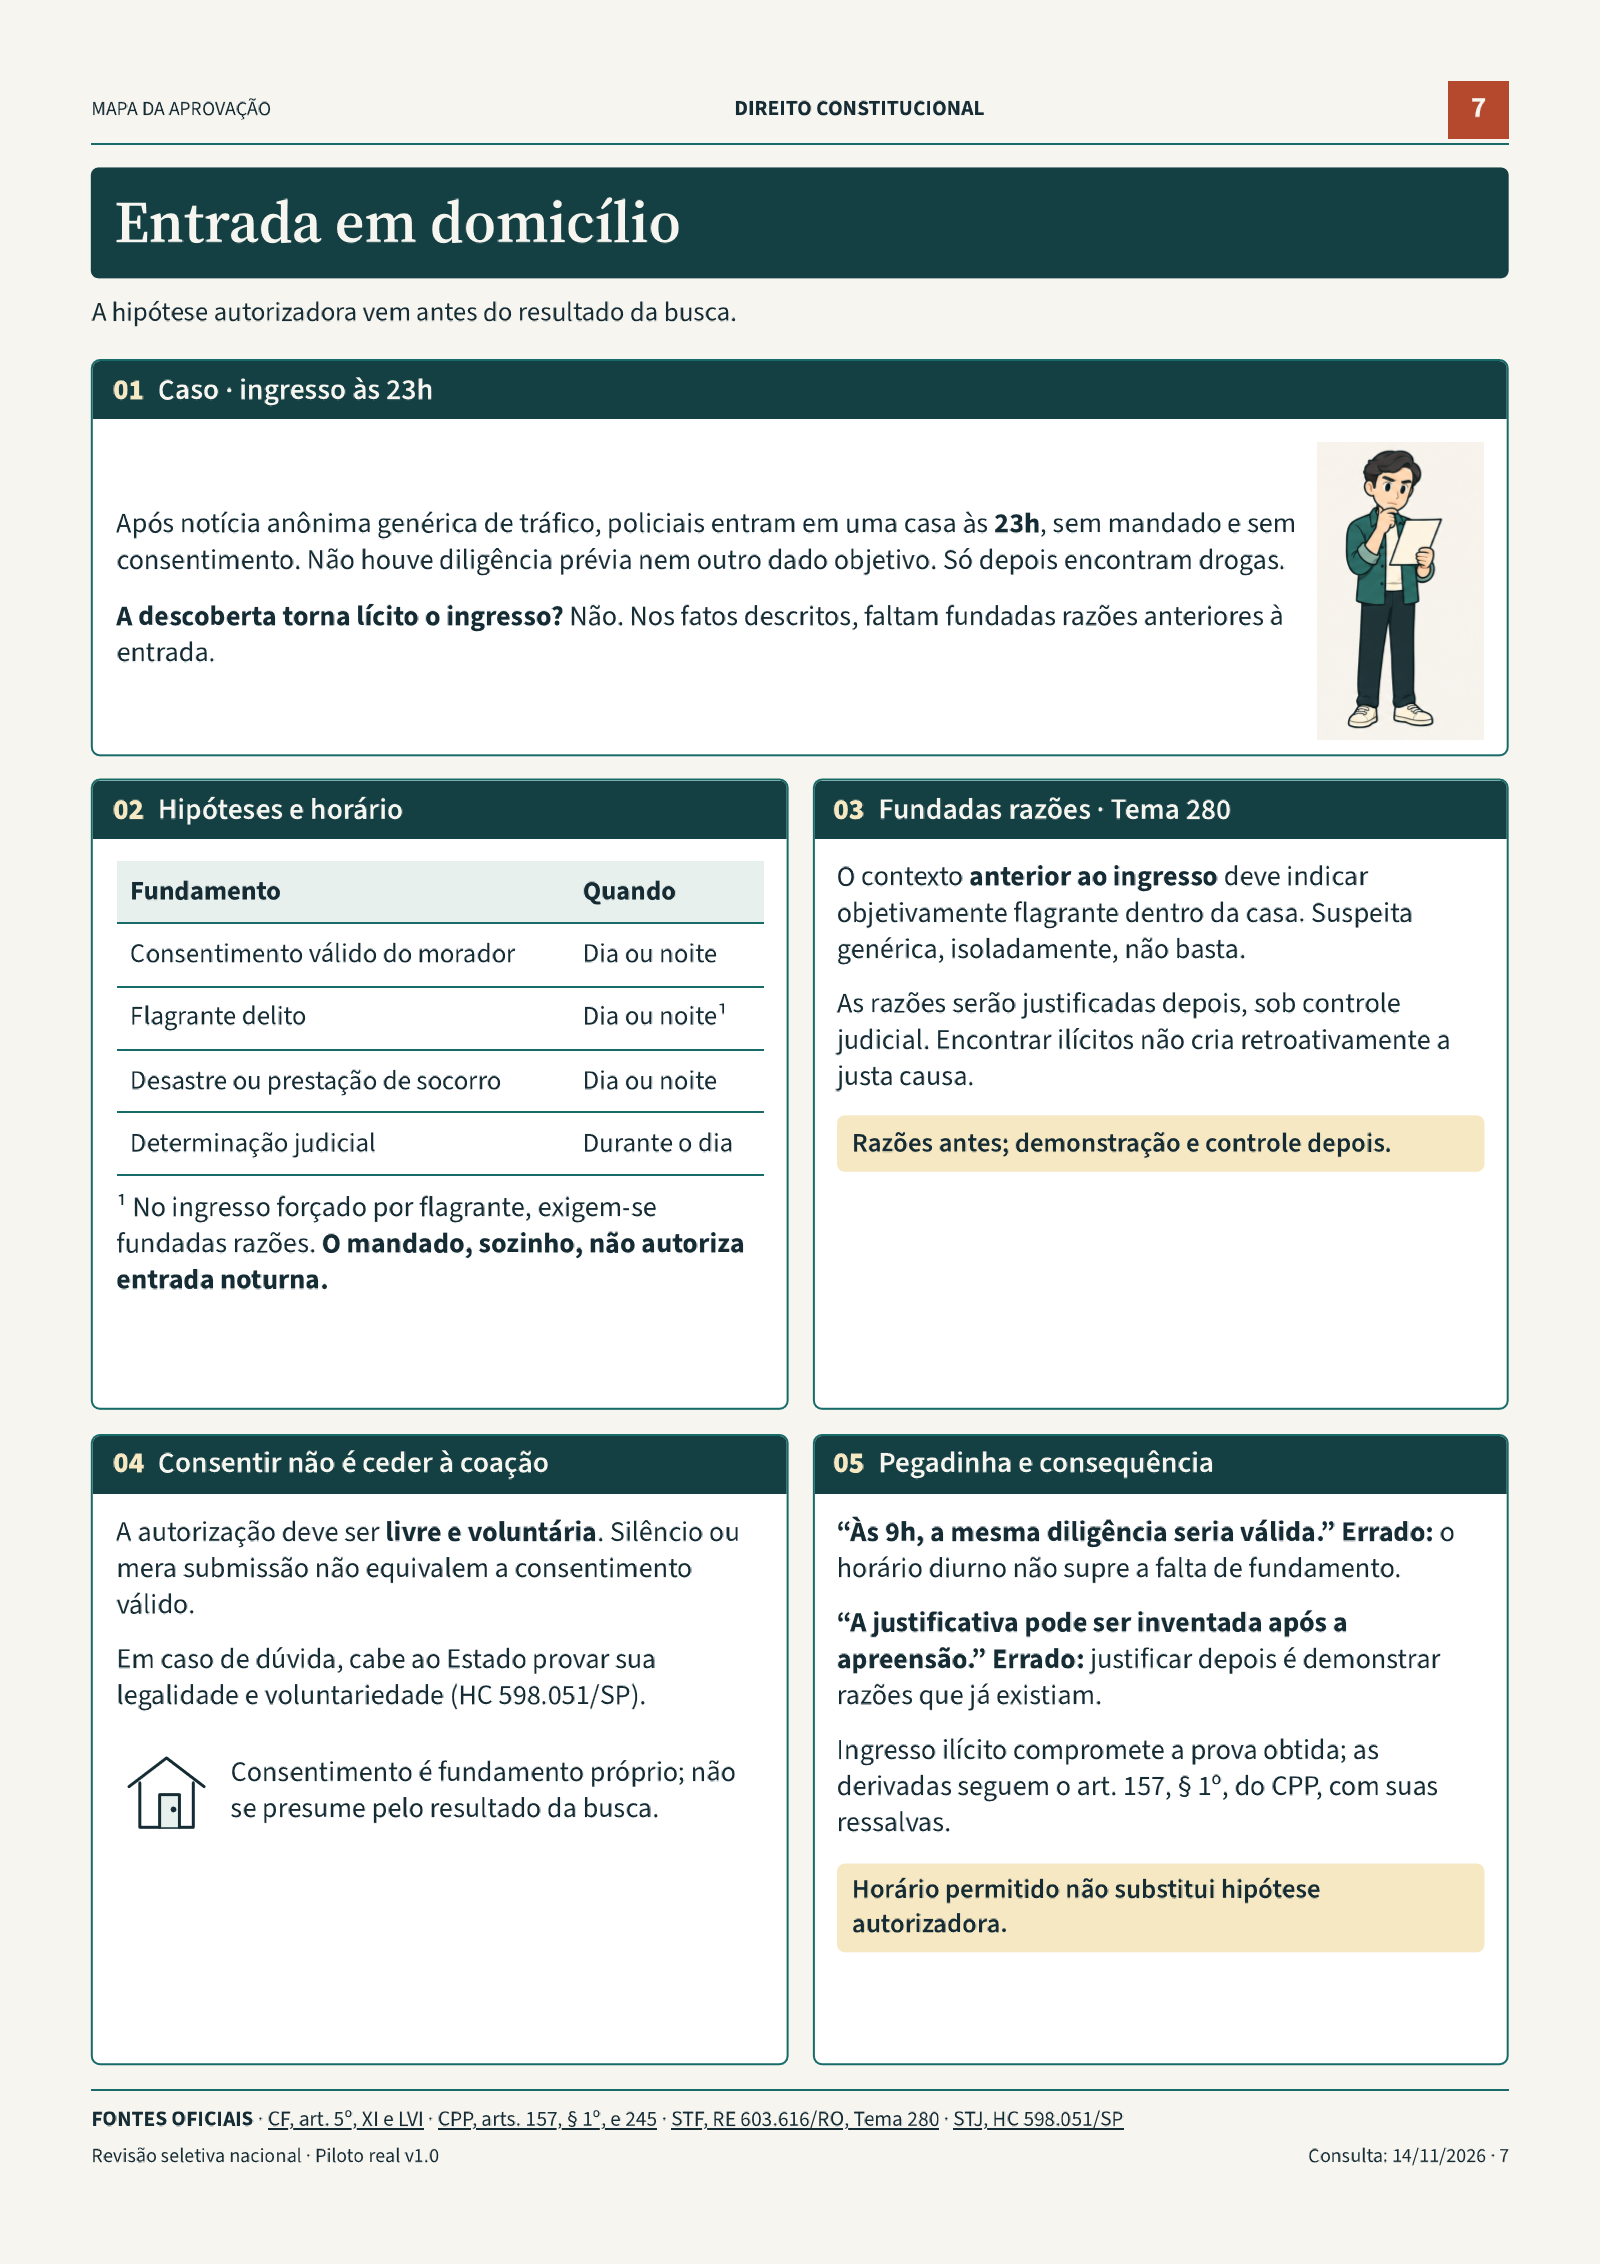 MAPA DA APROVAÇÃO
DIREITO CONSTITUCIONAL
7
Entrada em domicílio
A hipótese autorizadora vem antes do resultado da busca.
01 Caso · ingresso às 23h
Após notícia anônima genérica de tráfico, policiais entram em uma casa às 23h, sem mandado e sem
consentimento. Não houve diligência prévia nem outro dado objetivo. Só depois encontram drogas.
A descoberta torna lícito o ingresso? Não. Nos fatos descritos, faltam fundadas razões anteriores à
entrada.
02 Hipóteses e horário
Fundamento Quando
Consentimento válido do morador Dia ou noite
Flagrante delito Dia ou noite¹
Desastre ou prestação de socorro Dia ou noite
Determinação judicial Durante o dia
¹ No ingresso forçado por flagrante, exigem-se
fundadas razões. O mandado, sozinho, não autoriza
entrada noturna.
03 Fundadas razões · Tema 280
O contexto anterior ao ingresso deve indicar
objetivamente flagrante dentro da casa. Suspeita
genérica, isoladamente, não basta.
As razões serão justificadas depois, sob controle
judicial. Encontrar ilícitos não cria retroativamente a
justa causa.
Razões antes; demonstração e controle depois.
04 Consentir não é ceder à coação
A autorização deve ser livre e voluntária. Silêncio ou
mera submissão não equivalem a consentimento
válido.
Em caso de dúvida, cabe ao Estado provar sua
legalidade e voluntariedade (HC 598.051/SP).
Consentimento é fundamento próprio; não
se presume pelo resultado da busca.
05 Pegadinha e consequência
“Às 9h, a mesma diligência seria válida.” Errado: o
horário diurno não supre a falta de fundamento.
“A justificativa pode ser inventada após a
apreensão.” Errado: justificar depois é demonstrar
razões que já existiam.
Ingresso ilícito compromete a prova obtida; as
derivadas seguem o art. 157, § 1º, do CPP, com suas
ressalvas.
Horário permitido não substitui hipótese
autorizadora.
FONTES OFICIAIS · CF, art. 5º, XI e LVI · CPP, arts. 157, § 1º, e 245 · STF, RE 603.616/RO, Tema 280 · STJ, HC 598.051/SP
Revisão seletiva nacional · Piloto real v1.0
Consulta: 14/11/2026 · 7